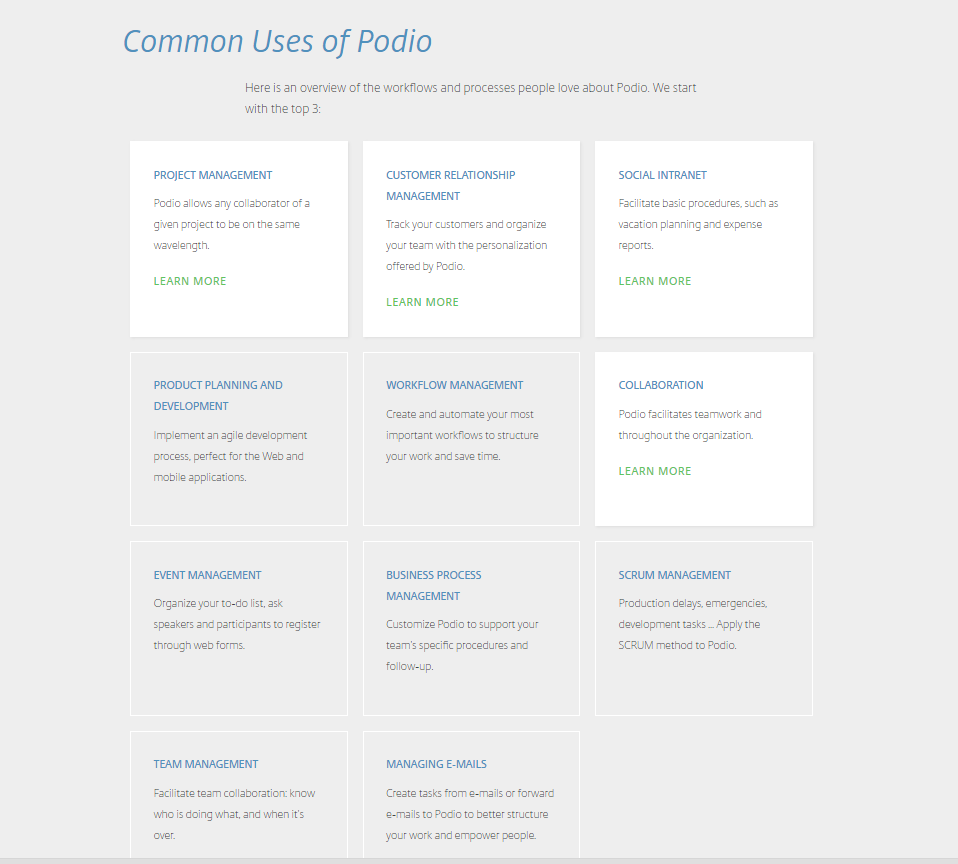 Common Uses of Podio
Here is an overview of the workflows and processes people love about Podio. We start
with the top 3:
PROJECT MANAGEMENT
Podio allows any collaborator of a
given project to be on the same
wavelength.
LEARN MORE
CUSTOMER RELATIONSHIP
MANAGEMENT
Track your customers and organize
your team with the personalization
offered by Podio.
LEARN MORE
SOCIAL INTRANET
Facilitate basic procedures, such as
vacation planning and expense
reports.
LEARN MORE
PRODUCT PLANNING AND
DEVELOPMENT
Implement an agile development
process, perfect for the Web and
mobile applications.
WORKFLOW MANAGEMENT
Create and automate your most
important workflows to structure
your work and save time.
COLLABORATION
Podio facilitates teamwork and
throughout the organization.
LEARN MORE
EVENT MANAGEMENT
Organize your to-do list, ask
speakers and participants to register
through web forms.
BUSINESS PROCESS
MANAGEMENT
Customize Podio to support your
team's specific procedures and
follow-up.
SCRUM MANAGEMENT
Production delays, emergencies,
development tasks ... Apply the
SCRUM method to Podio.
TEAM MANAGEMENT
Facilitate team collaboration: know
who is doing what, and when it's
over.
MANAGING E-MAILS
Create tasks from e-mails or forward
e-mails to Podio to better structure
your work and empower people.